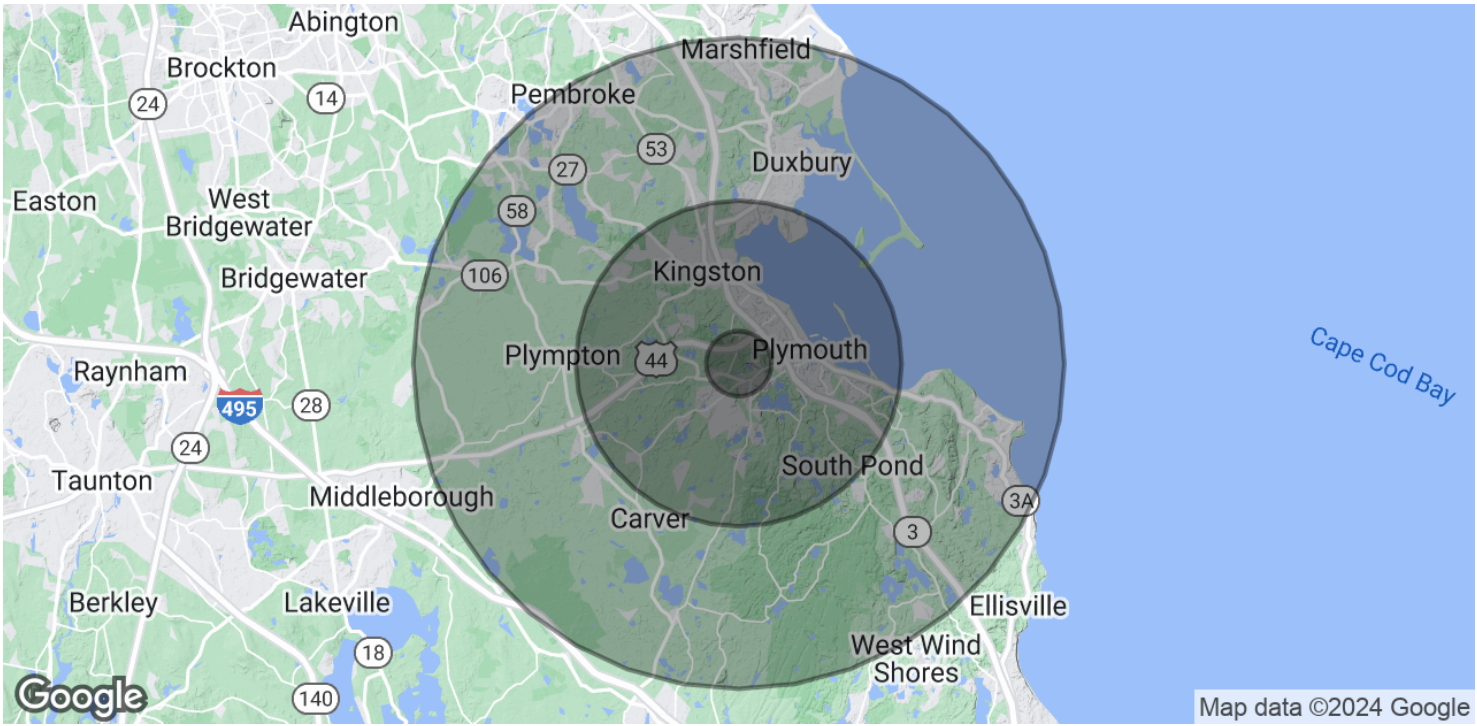 Abington
Marshfield
Brockton
Pembroke
24
14
53
Duxbury
27
Easton
West
Bridgewater
58
Kingston
Bridgewater
106
Cape Cod Bay
Plymouth
Plympton
44
Raynham
495
28
24
South Pond
Taunton
Middleborough
3A
Carver
3
Berkley
Lakeville
Ellisville
West Wind
Shores
18
140
Google
Map data ©2024 Google